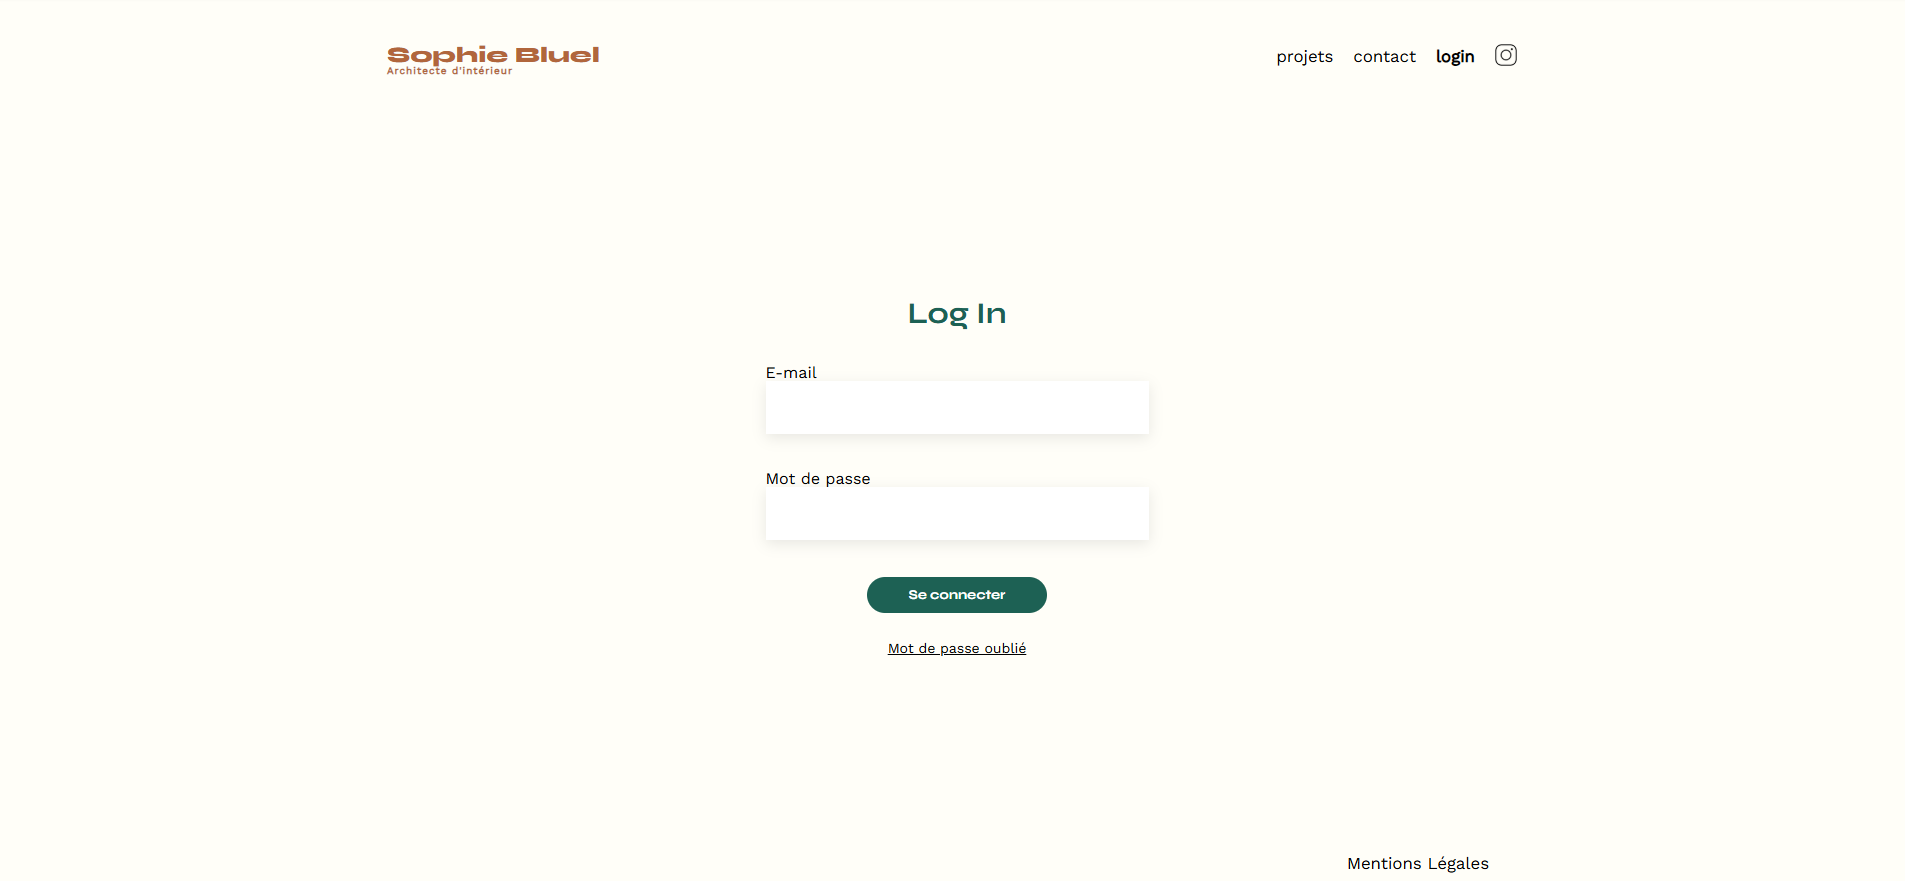 Sophie Bluel
Architecte d'intérieur
projets contact login
Log In
E-mail
Mot de passe
Se connecter
Mot de passe oublié
Mentions Légales